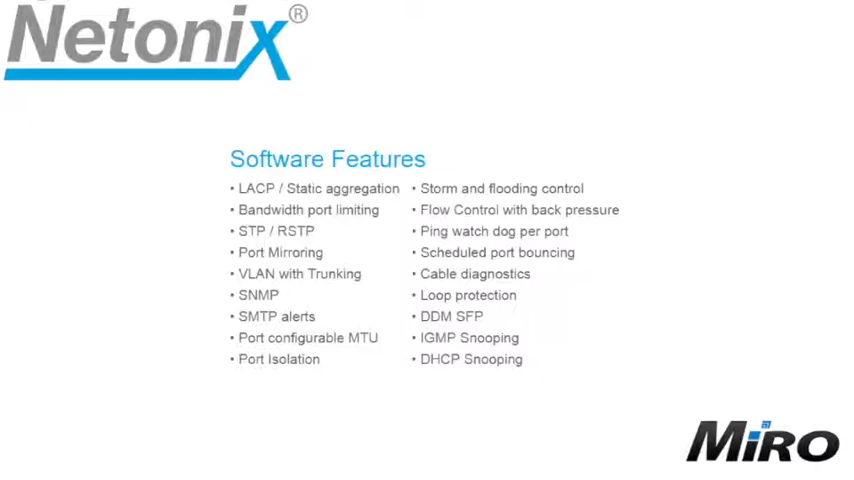 Netonix®
Software Features
• LACP / Static aggregation
• Bandwidth port limiting
• STP / RSTP
• Port Mirroring
• VLAN with Trunking
• SNMP
• SMTP alerts
• Port configurable MTU
• Port Isolation
• Storm and flooding control
• Flow Control with back pressure
• Ping watch dog per port
• Scheduled port bouncing
• Cable diagnostics
• Loop protection
• DDM SFP
• IGMP Snooping
• DHCP Snooping
MiRO